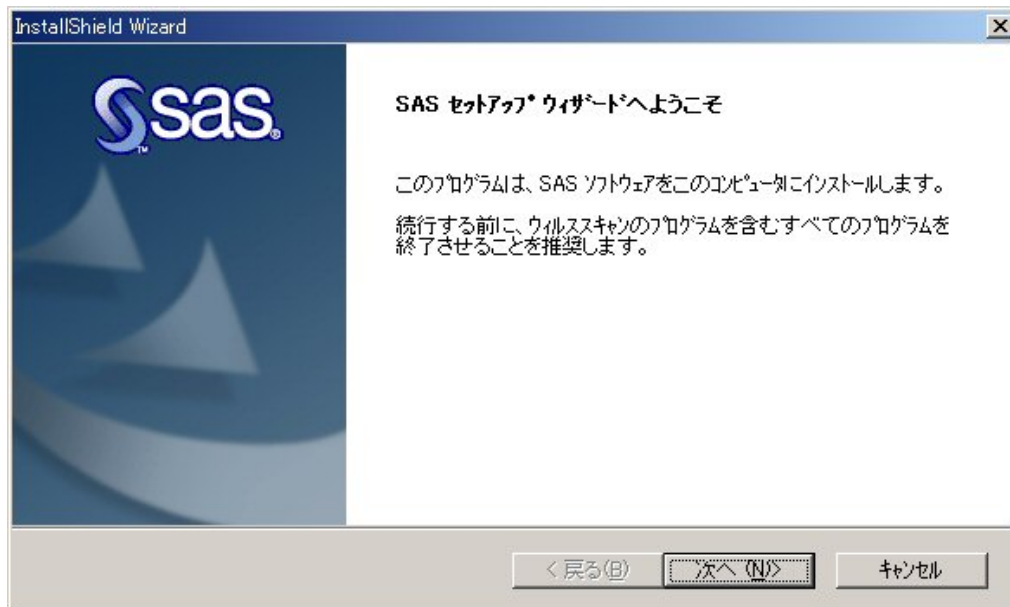 InstallShield Wizard
sas®
TM
SAS ｾｯﾄｱｯﾌﾟ ｳｨｻﾞｰﾄﾞへようこそ
このﾌﾟﾛｸﾞﾗﾑは、SAS ｿﾌﾄｳｪｱをこのｺﾝﾋﾟｭｰﾀにｲﾝｽﾄｰﾙします。
続行する前に、ｳｨﾙｽｽｷｬﾝのﾌﾟﾛｸﾞﾗﾑを含むすべてのﾌﾟﾛｸﾞﾗﾑを
終了させることを推奨します。
< 戻る(B)
次へ (N)>
ｷｬﾝｾﾙ